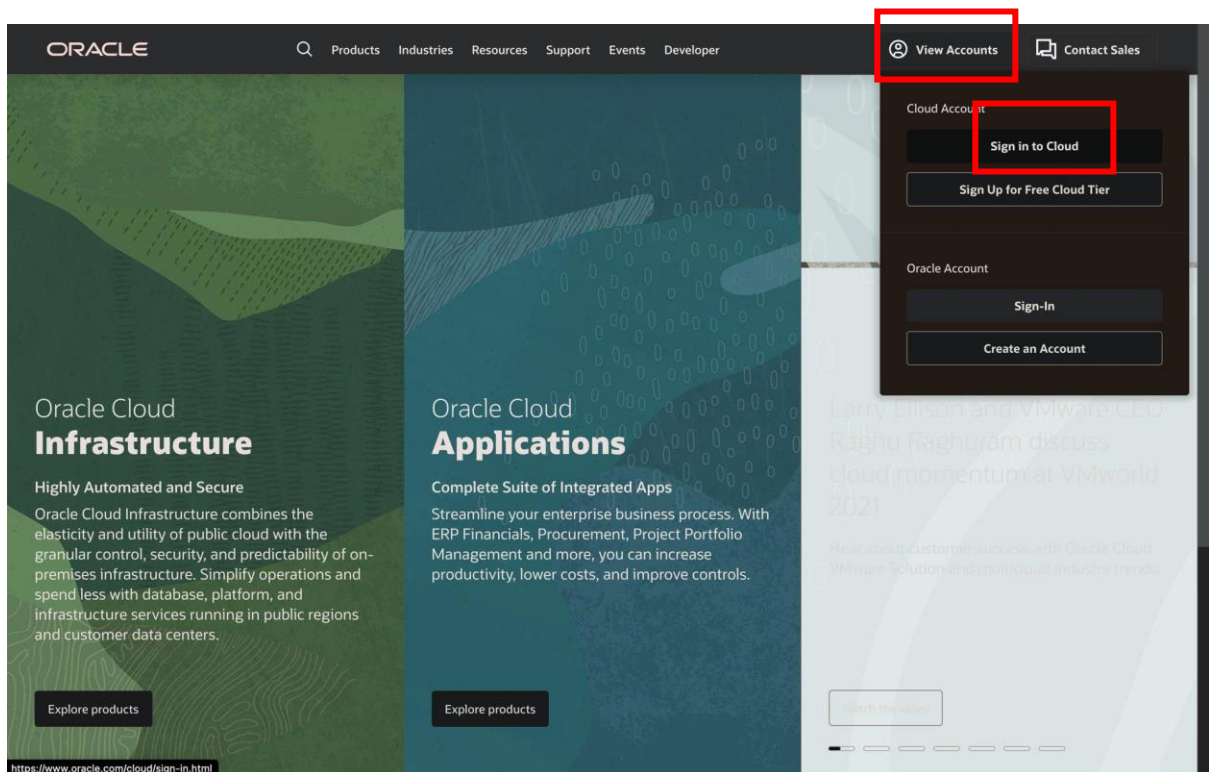 ORACLE
Products Industries Resources Support Events Developer
View Accounts
Contact Sales
Cloud Account
Sign in to Cloud
Sign Up for Free Cloud Tier
Oracle Account
Sign-In
Create an Account
Oracle Cloud
Infrastructure
Highly Automated and Secure
Oracle Cloud Infrastructure combines the
elasticity and utility of public cloud with the
granular control, security, and predictability of on-
premises infrastructure. Simplify operations and
spend less with database, platform, and
infrastructure services running in public regions
and customer data centers.
Explore products
Oracle Cloud
Applications
Complete Suite of Integrated Apps
Streamline your enterprise business process. With
ERP Financials, Procurement, Project Portfolio
Management and more, you can increase
productivity, lower costs, and improve controls.
Explore products
Larry Ellison and VMware CEO
Raghu Raghuram discuss
cloud momentum at VMworld
2021
Hear about customer success with Oracle Cloud
VMware Solution and multicloud industry trends.
Watch the video
https://www.oracle.com/cloud/sign-in.html